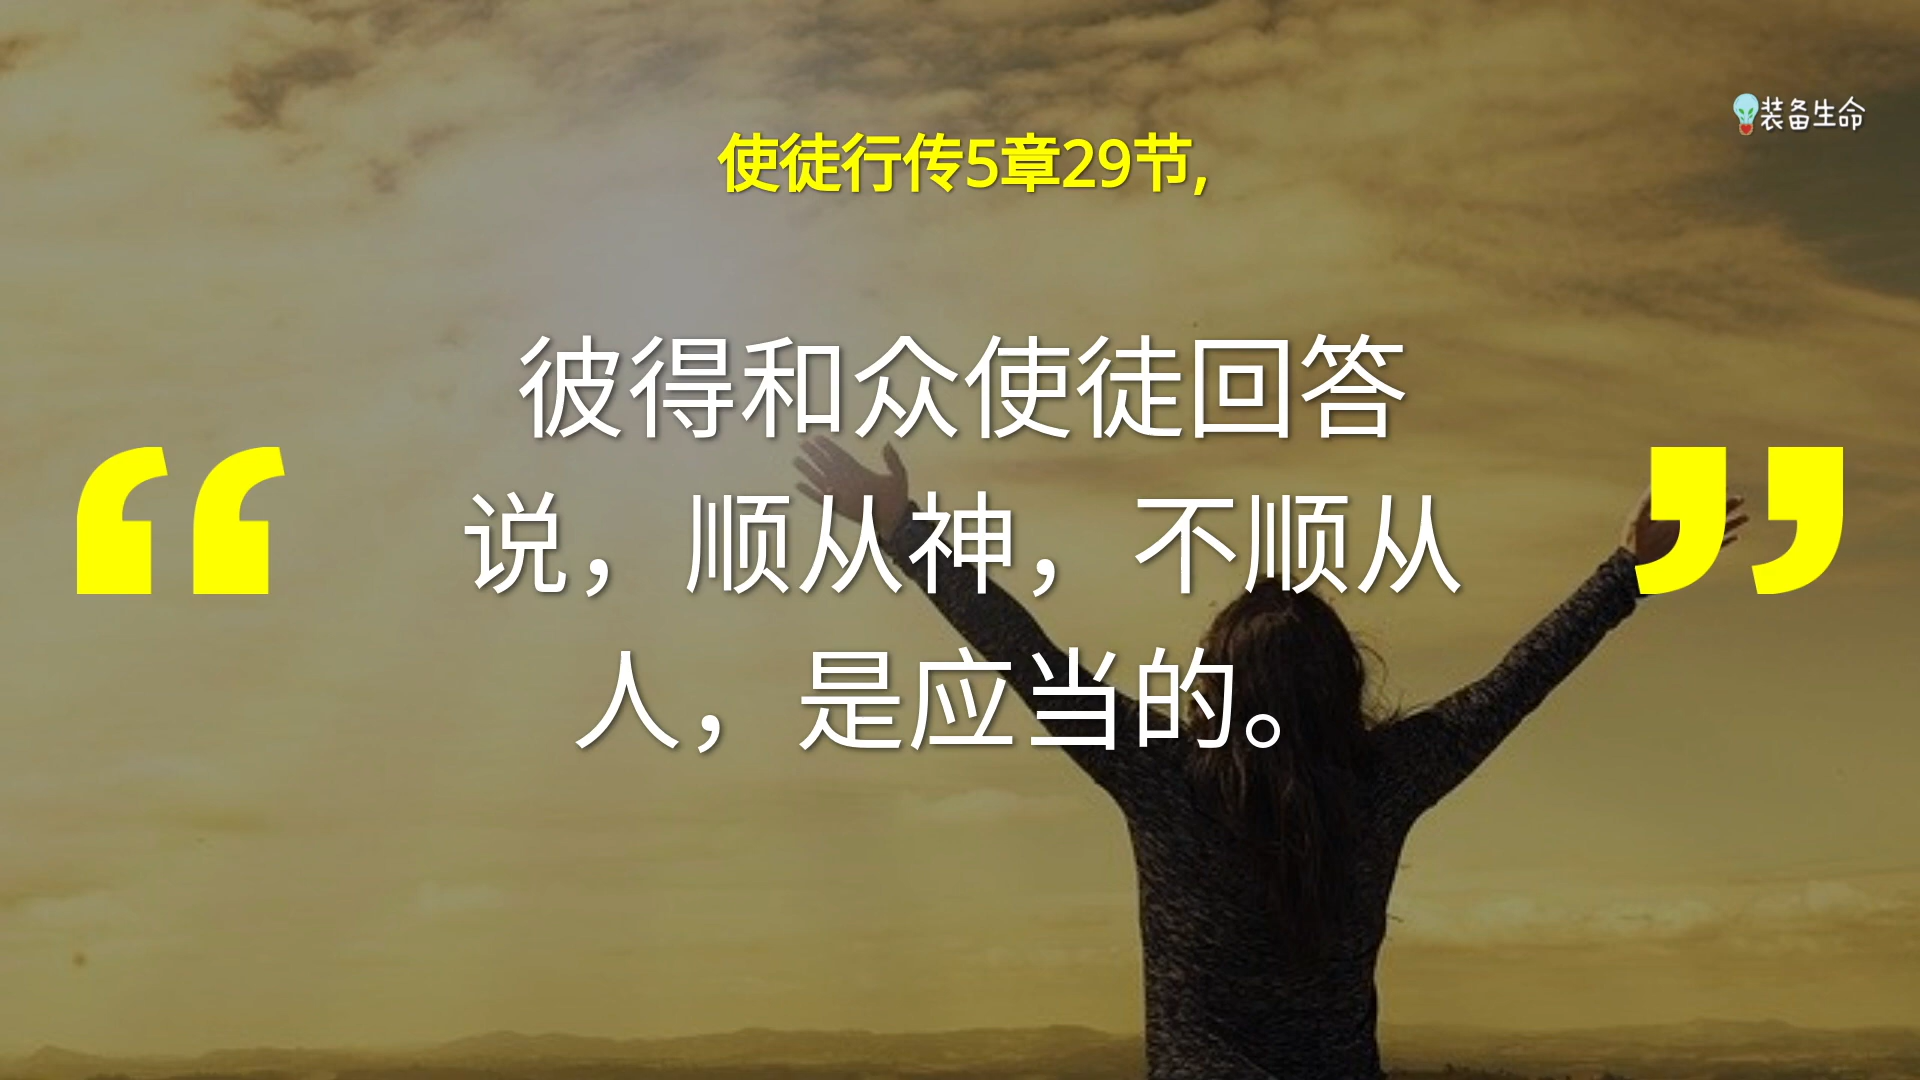 装备生命
使徒行传5章29节,
“
彼得和众使徒回答
说，顺从神，不顺从
人，是应当的。
”